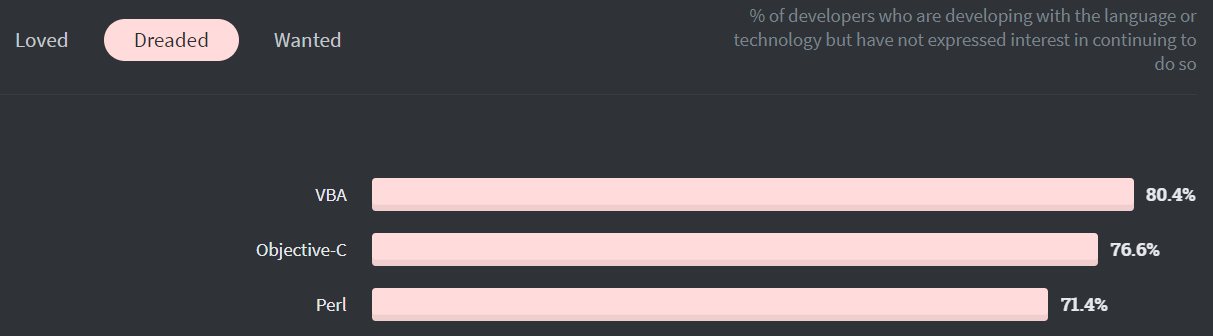 Loved Dreaded Wanted
% of developers who are developing with the language or
technology but have not expressed interest in continuing to
do so
VBA 80.4%
Objective-C 76.6%
Perl 71.4%